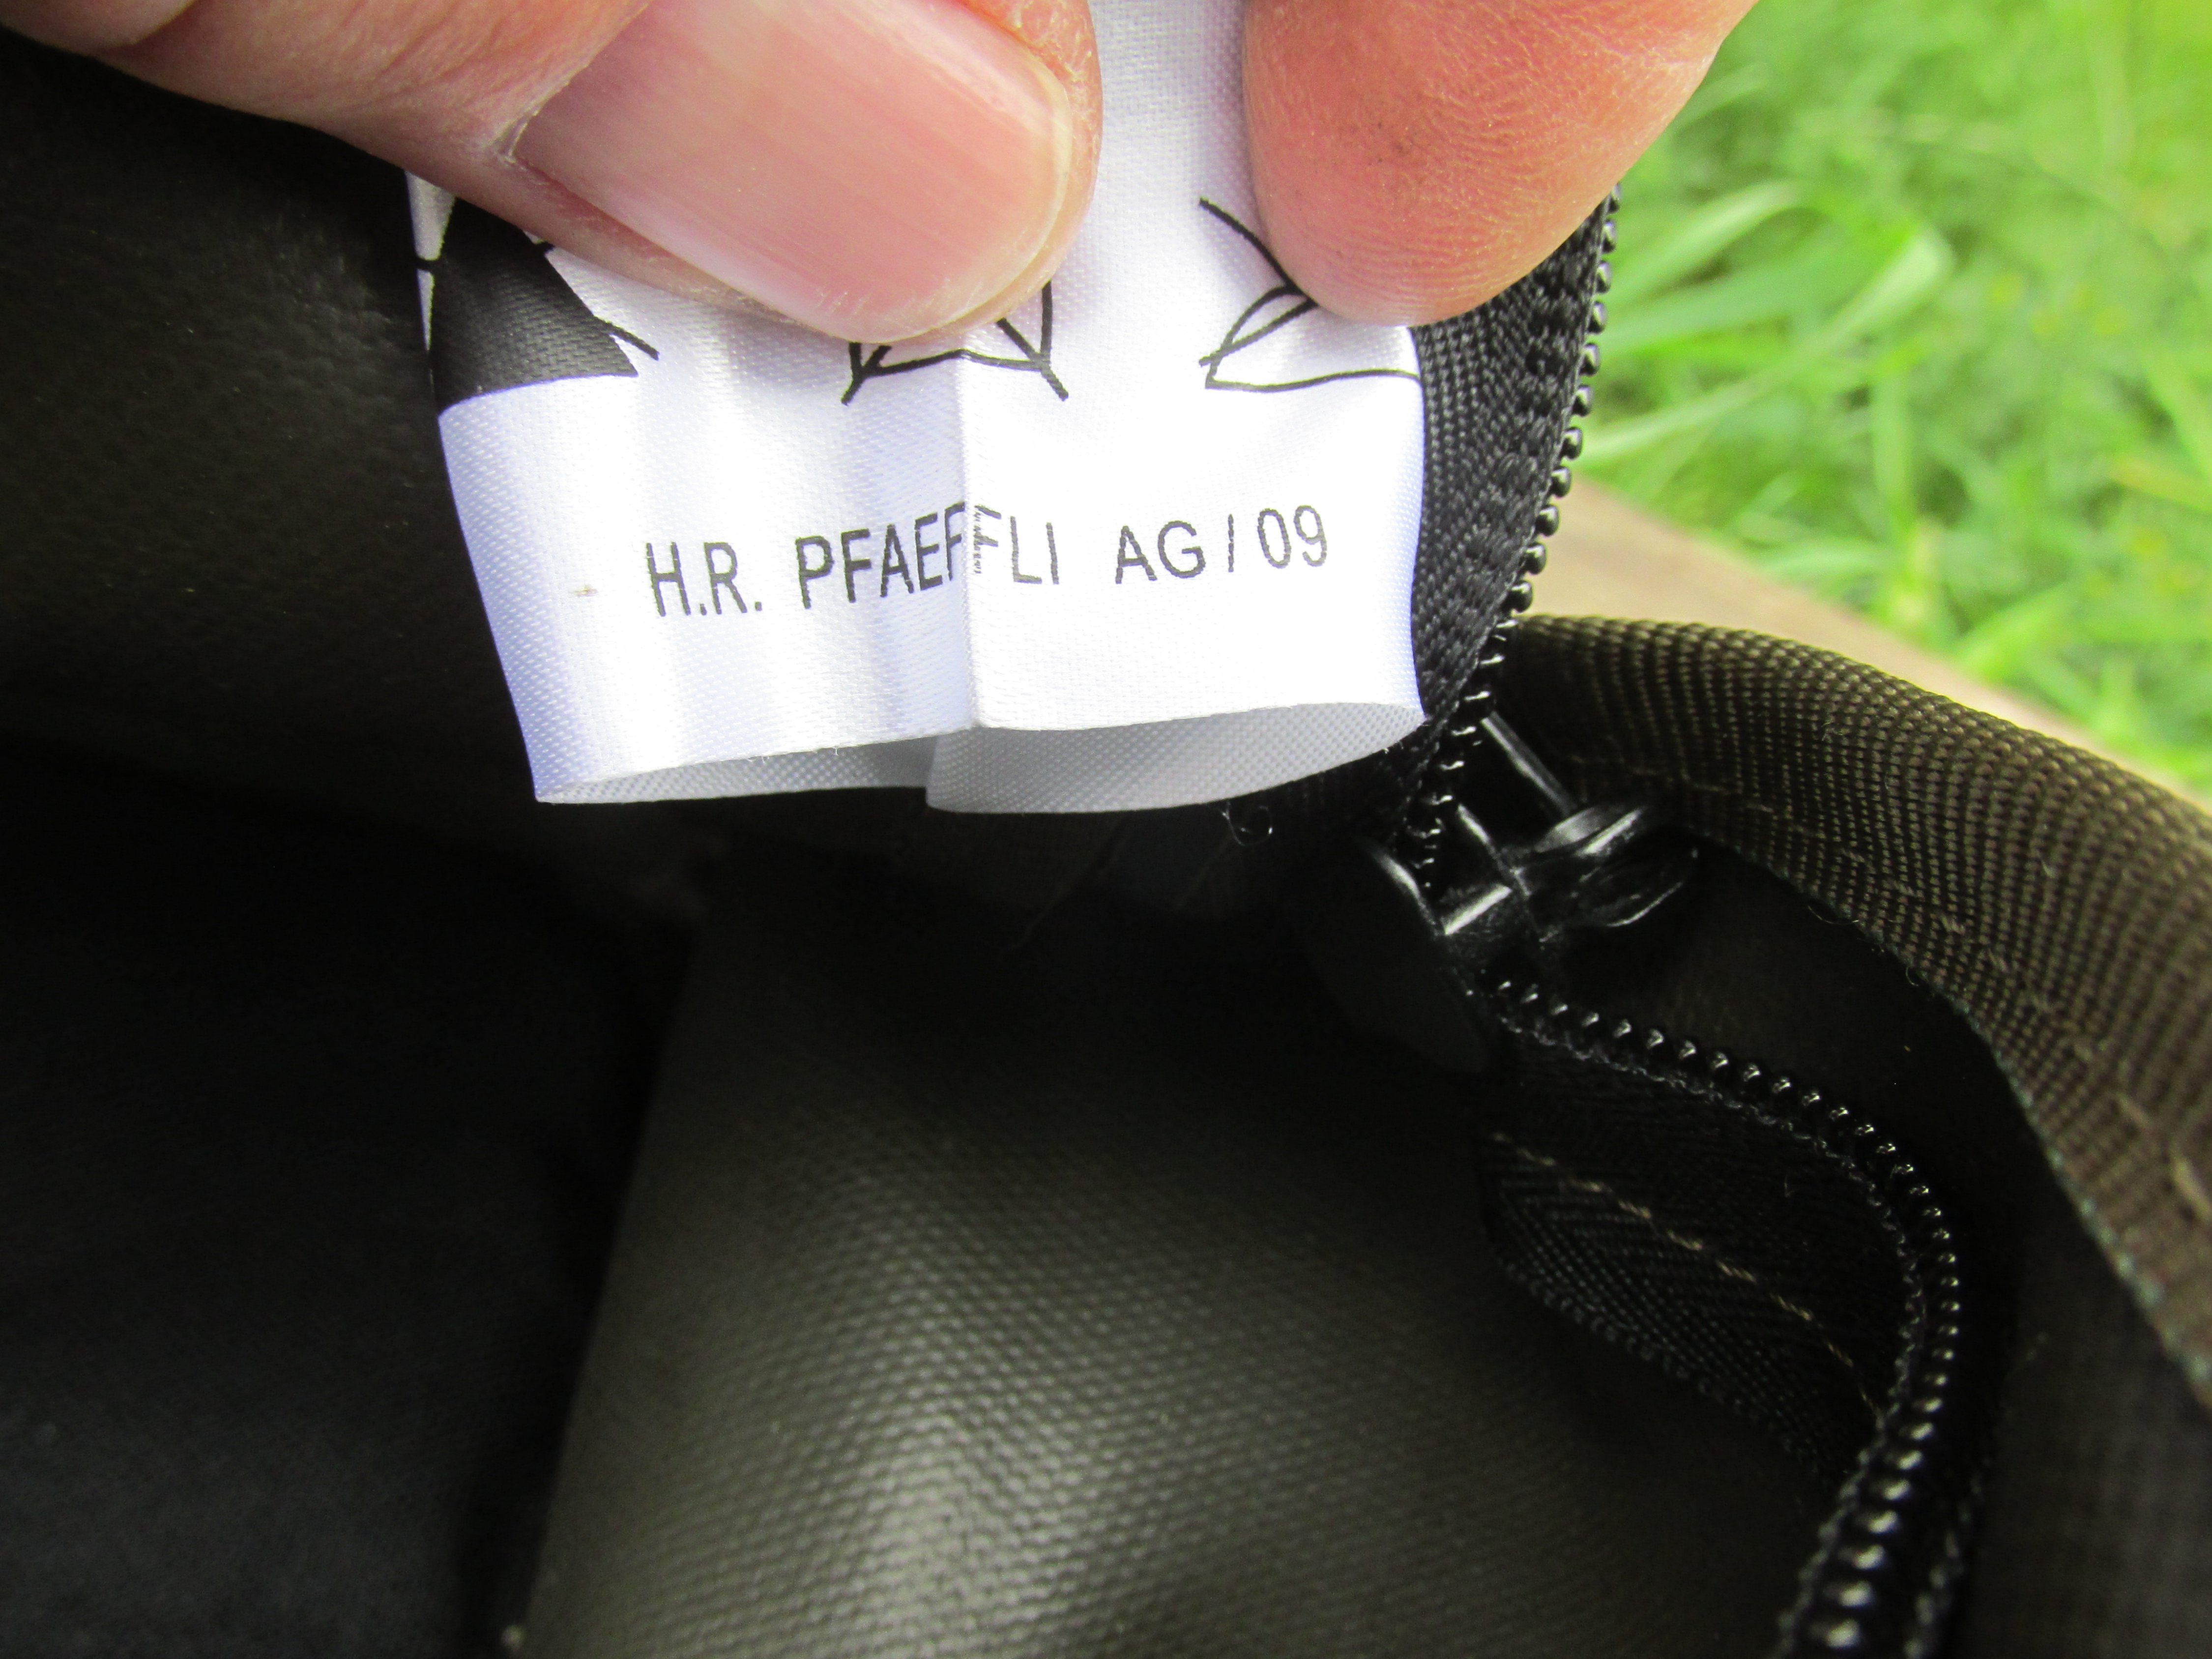 H.R. PFAEFFLI AG / 09